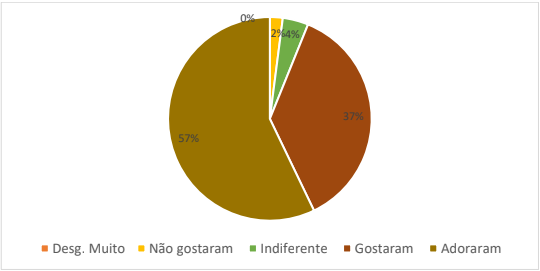 0%
2%
4%
37%
57%
Desg. Muito
Não gostaram
Indiferente
Gostaram
Adoraram